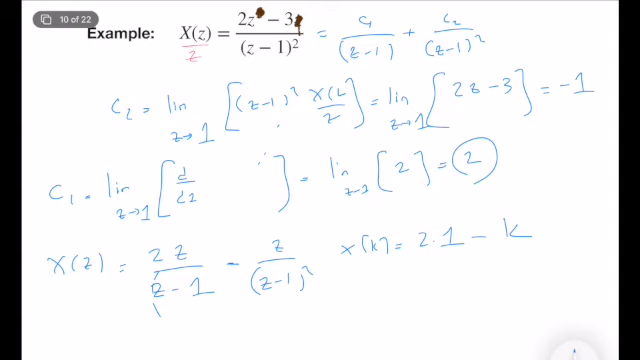 10 of 22
Example: X(z)/z = (2z - 3)/(z − 1)² = C₁/(z-1) + C₂/(z-1)²
C₂ = lim z→1 [(z-1)² X(z)/z] = lim z→1 [2z - 3] = -1
C₁ = lim z→1 [d/dz ] = lim z→1 [2] = 2
X(z) = 2z/(z - 1) - z/(z-1)² x[k] = 2.1 - k